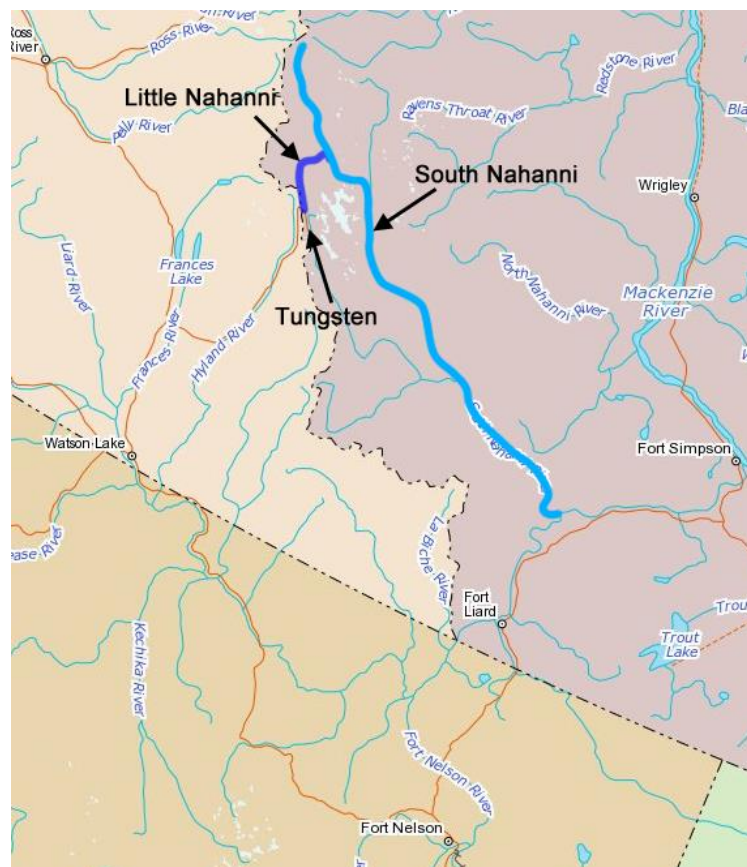 Ross
River
Ross-River
Pelly-River
Little Nahanni
Ravens Throat River
Redstone River
South Nahanni
Wrigley
Liard-River
Frances
Lake
Frances-River
Hyland-River
Tungsten
North-Nahanni
River
Mackenzie
River
Watson-Lake
Fort Simpson
La-Biche
River
Fort
Liard
Trout
Lake
Kechika-River
Fort Nelson
River
Fort Nelson